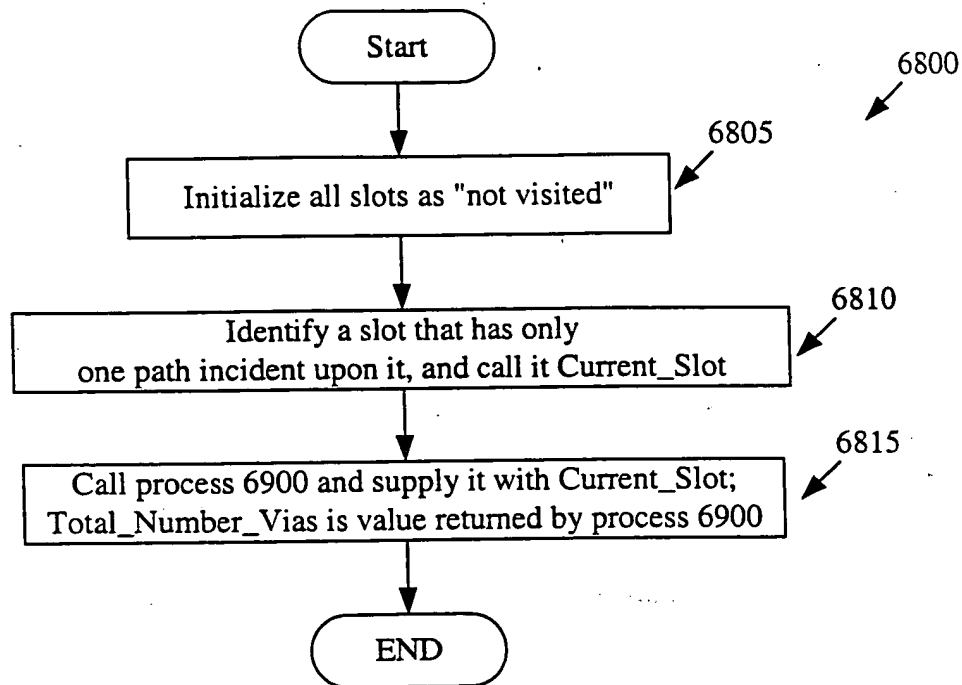 Start
6800
6805
Initialize all slots as "not visited"
6810
Identify a slot that has only
one path incident upon it, and call it Current_Slot
6815
Call process 6900 and supply it with Current_Slot;
Total_Number_Vias is value returned by process 6900
END